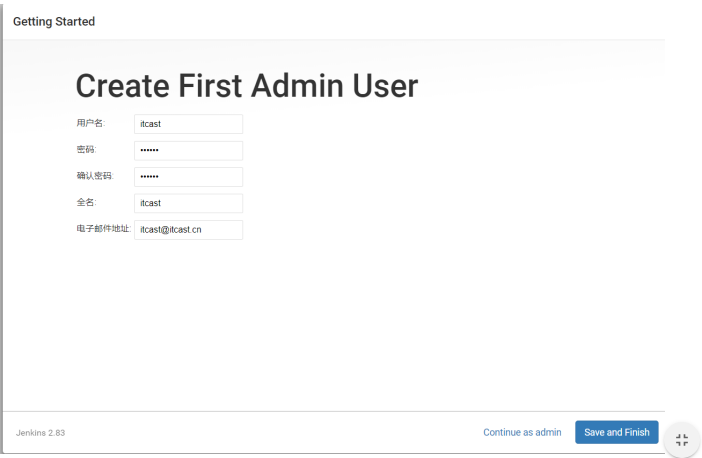 Getting Started
Create First Admin User
用户名: itcast
密码: ••••••
确认密码: ••••••
全名: itcast
电子邮件地址: itcast@itcast.cn
Jenkins 2.83 Continue as admin Save and Finish